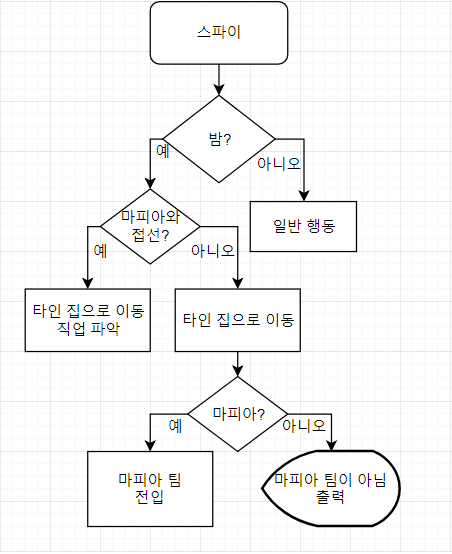 스파이
밤?
예
아니오
마피아와
접선?
일반 행동
예
아니오
타인 집으로 이동
직업 파악
타인 집으로 이동
마피아?
예
아니오
마피아 팀
전입
마피아 팀이 아님
출력